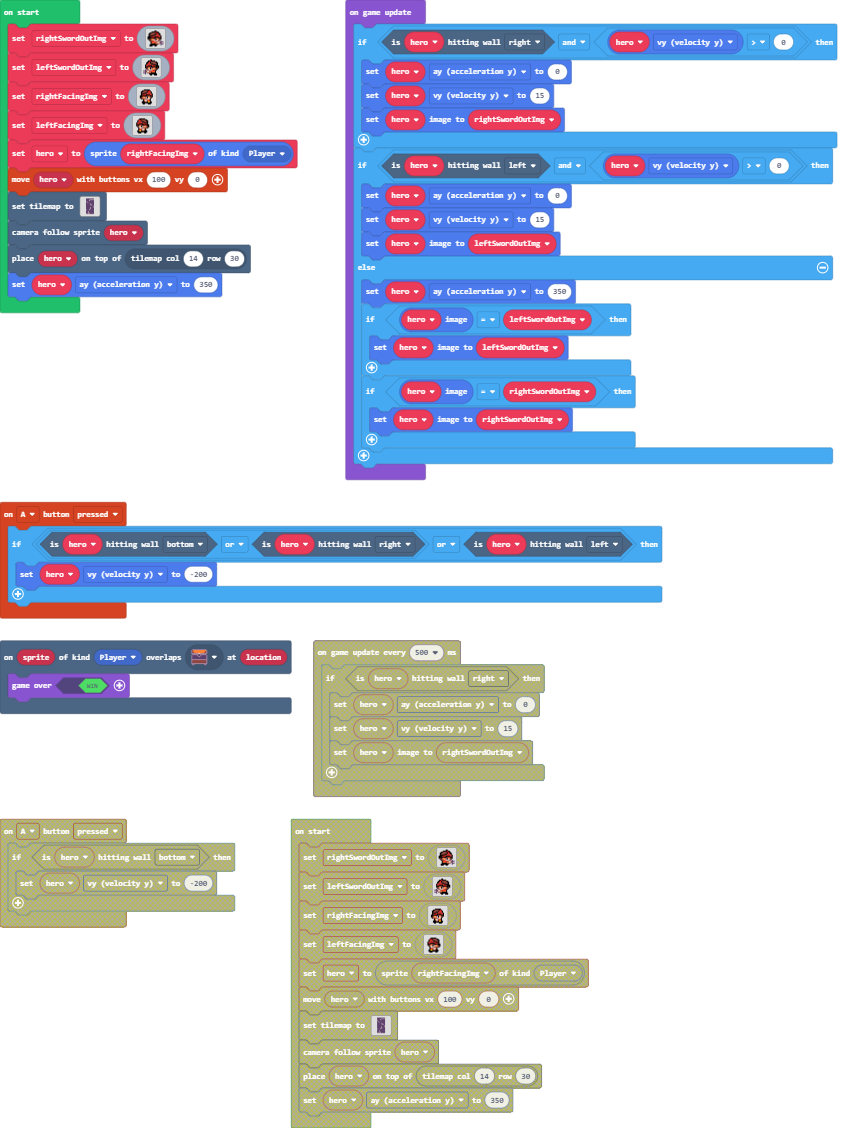 on start
set rightSwordOutImg to
set leftSwordOutImg to
set rightFacingImg to
set leftFacingImg to
set hero to sprite rightFacingImg of kind Player
move hero with buttons vx 100 vy 0
set tilemap to
camera follow sprite hero
place hero on top of tilemap col 14 row 30
set hero ay (acceleration y) to 350
on game update
if is hero hitting wall right and hero vy (velocity y) > 0 then
set hero ay (acceleration y) to 0
set hero vy (velocity y) to 15
set hero image to rightSwordOutImg
if is hero hitting wall left and hero vy (velocity y) > 0 then
set hero ay (acceleration y) to 0
set hero vy (velocity y) to 15
set hero image to leftSwordOutImg
else
set hero ay (acceleration y) to 350
if hero image = leftSwordOutImg then
set hero image to leftSwordOutImg
if hero image = rightSwordOutImg then
set hero image to rightSwordOutImg
on A button pressed
if is hero hitting wall bottom or is hero hitting wall right or is hero hitting wall left then
set hero vy (velocity y) to -200
on sprite of kind Player overlaps at location
game over WIN
on game update every 500 ms
if is hero hitting wall right then
set hero ay (acceleration y) to 0
set hero vy (velocity y) to 15
set hero image to rightSwordOutImg
on A button pressed
if is hero hitting wall bottom then
set hero vy (velocity y) to -200
on start
set rightSwordOutImg to
set leftSwordOutImg to
set rightFacingImg to
set leftFacingImg to
set hero to sprite rightFacingImg of kind Player
move hero with buttons vx 100 vy 0
set tilemap to
camera follow sprite hero
place hero on top of tilemap col 14 row 30
set hero ay (acceleration y) to 350